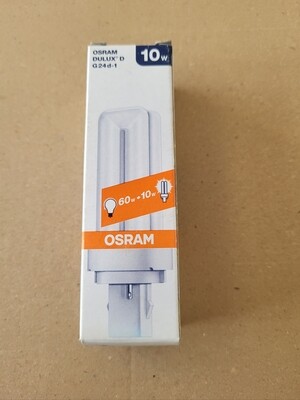 OSRAM
DULUX® D
G24d-1
10W
60W=10W
OSRAM